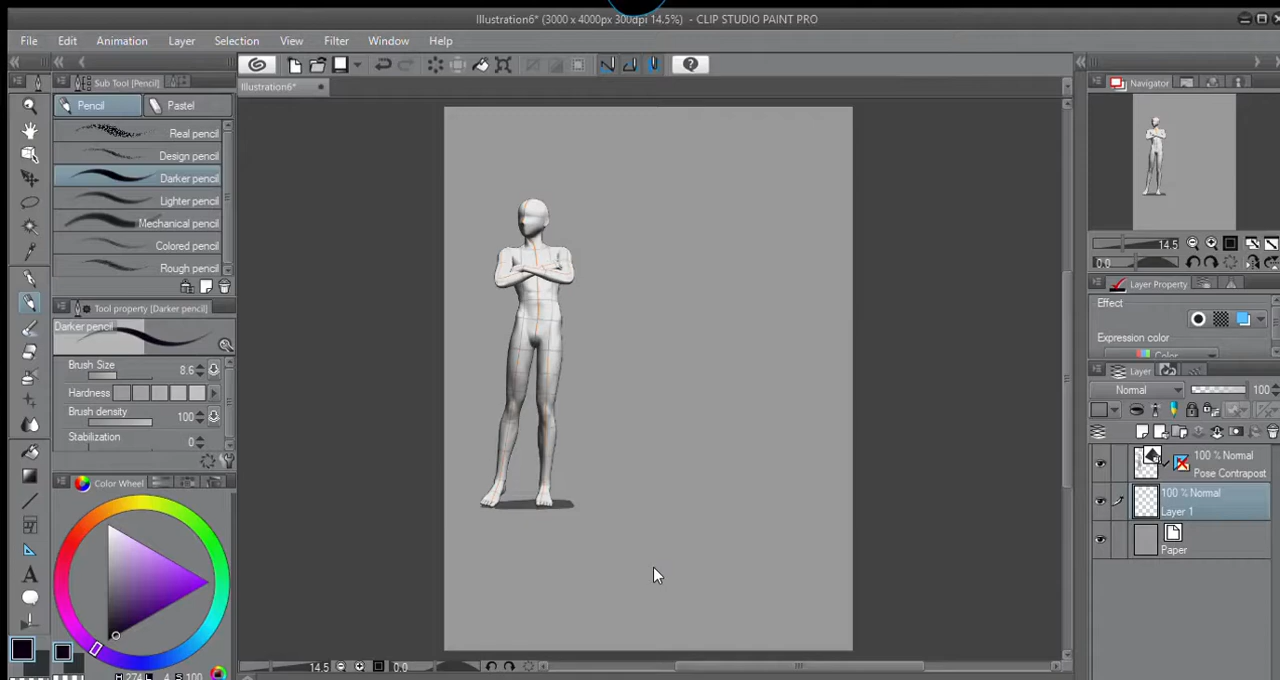 Illustration6* (3000 x 4000px 300dpi 14.5%) - CLIP STUDIO PAINT PRO
File Edit Animation Layer Selection View Filter Window Help
Sub Tool [Pencil]
Illustration6*
Navigator
Pencil Pastel
Real pencil
Design pencil
Darker pencil
Lighter pencil
Mechanical pencil
Colored pencil
Rough pencil
14.5
0.0
Tool property [Darker pencil]
Layer Property
Darker pencil
Effect
Expression color
Color
Brush Size 8.6
Hardness
Brush density 100
Stabilization 0
Layer
Normal 100
100 % Normal
Pose Contrapost
100 % Normal
Layer 1
Paper
Color Wheel
A
14.5 0.0
H 274 L 4 S 100